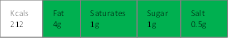 Kcals Fat Saturates Sugar Salt
212 4g 1g 1g 0.5g